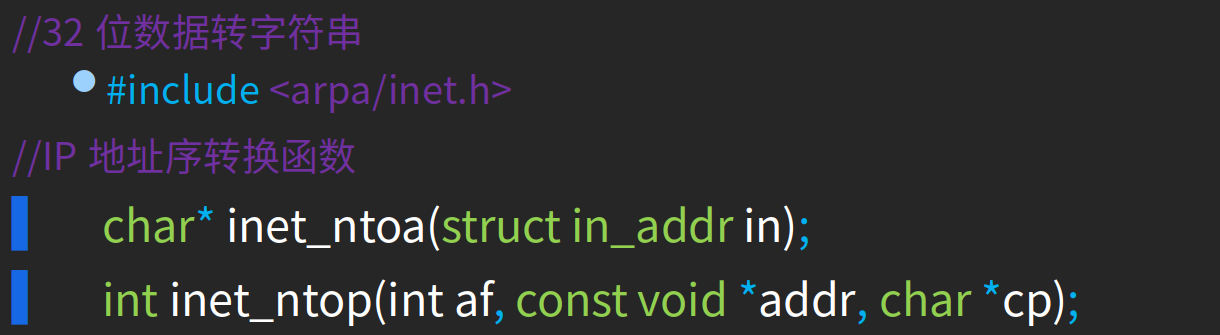 //32 位数据转字符串
#include <arpa/inet.h>
//IP 地址序转换函数
char* inet_ntoa(struct in_addr in);
int inet_ntop(int af, const void *addr, char *cp);